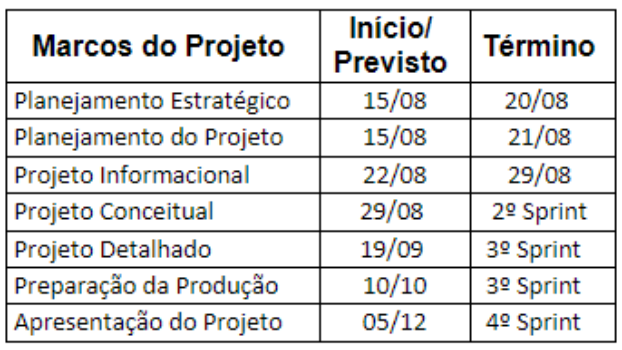 Marcos do Projeto Início/Previsto Término
Planejamento Estratégico 15/08 20/08
Planejamento do Projeto 15/08 21/08
Projeto Informacional 22/08 29/08
Projeto Conceitual 29/08 2º Sprint
Projeto Detalhado 19/09 3º Sprint
Preparação da Produção 10/10 3º Sprint
Apresentação do Projeto 05/12 4º Sprint